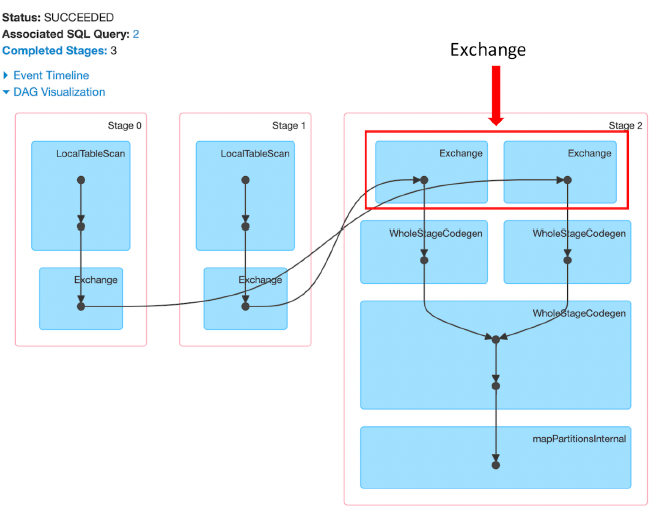 Status: SUCCEEDED
Associated SQL Query: 2
Completed Stages: 3
Event Timeline
DAG Visualization
Exchange
Stage 0
LocalTableScan
Exchange
Stage 1
LocalTableScan
Exchange
Stage 2
Exchange
Exchange
WholeStageCodegen
WholeStageCodegen
WholeStageCodegen
mapPartitionsInternal